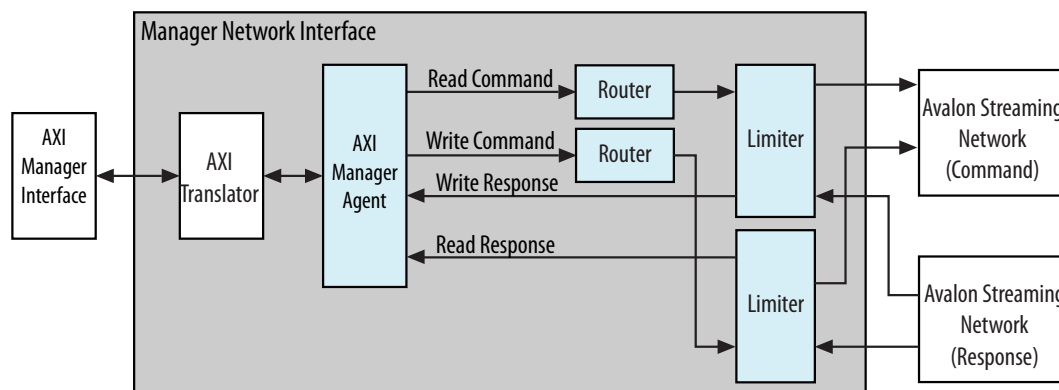 Manager Network Interface
AXI
Manager
Interface
AXI
Translator
AXI
Manager
Agent
Read Command
Write Command
Write Response
Read Response
Router
Router
Limiter
Limiter
Avalon Streaming
Network
(Command)
Avalon Streaming
Network
(Response)